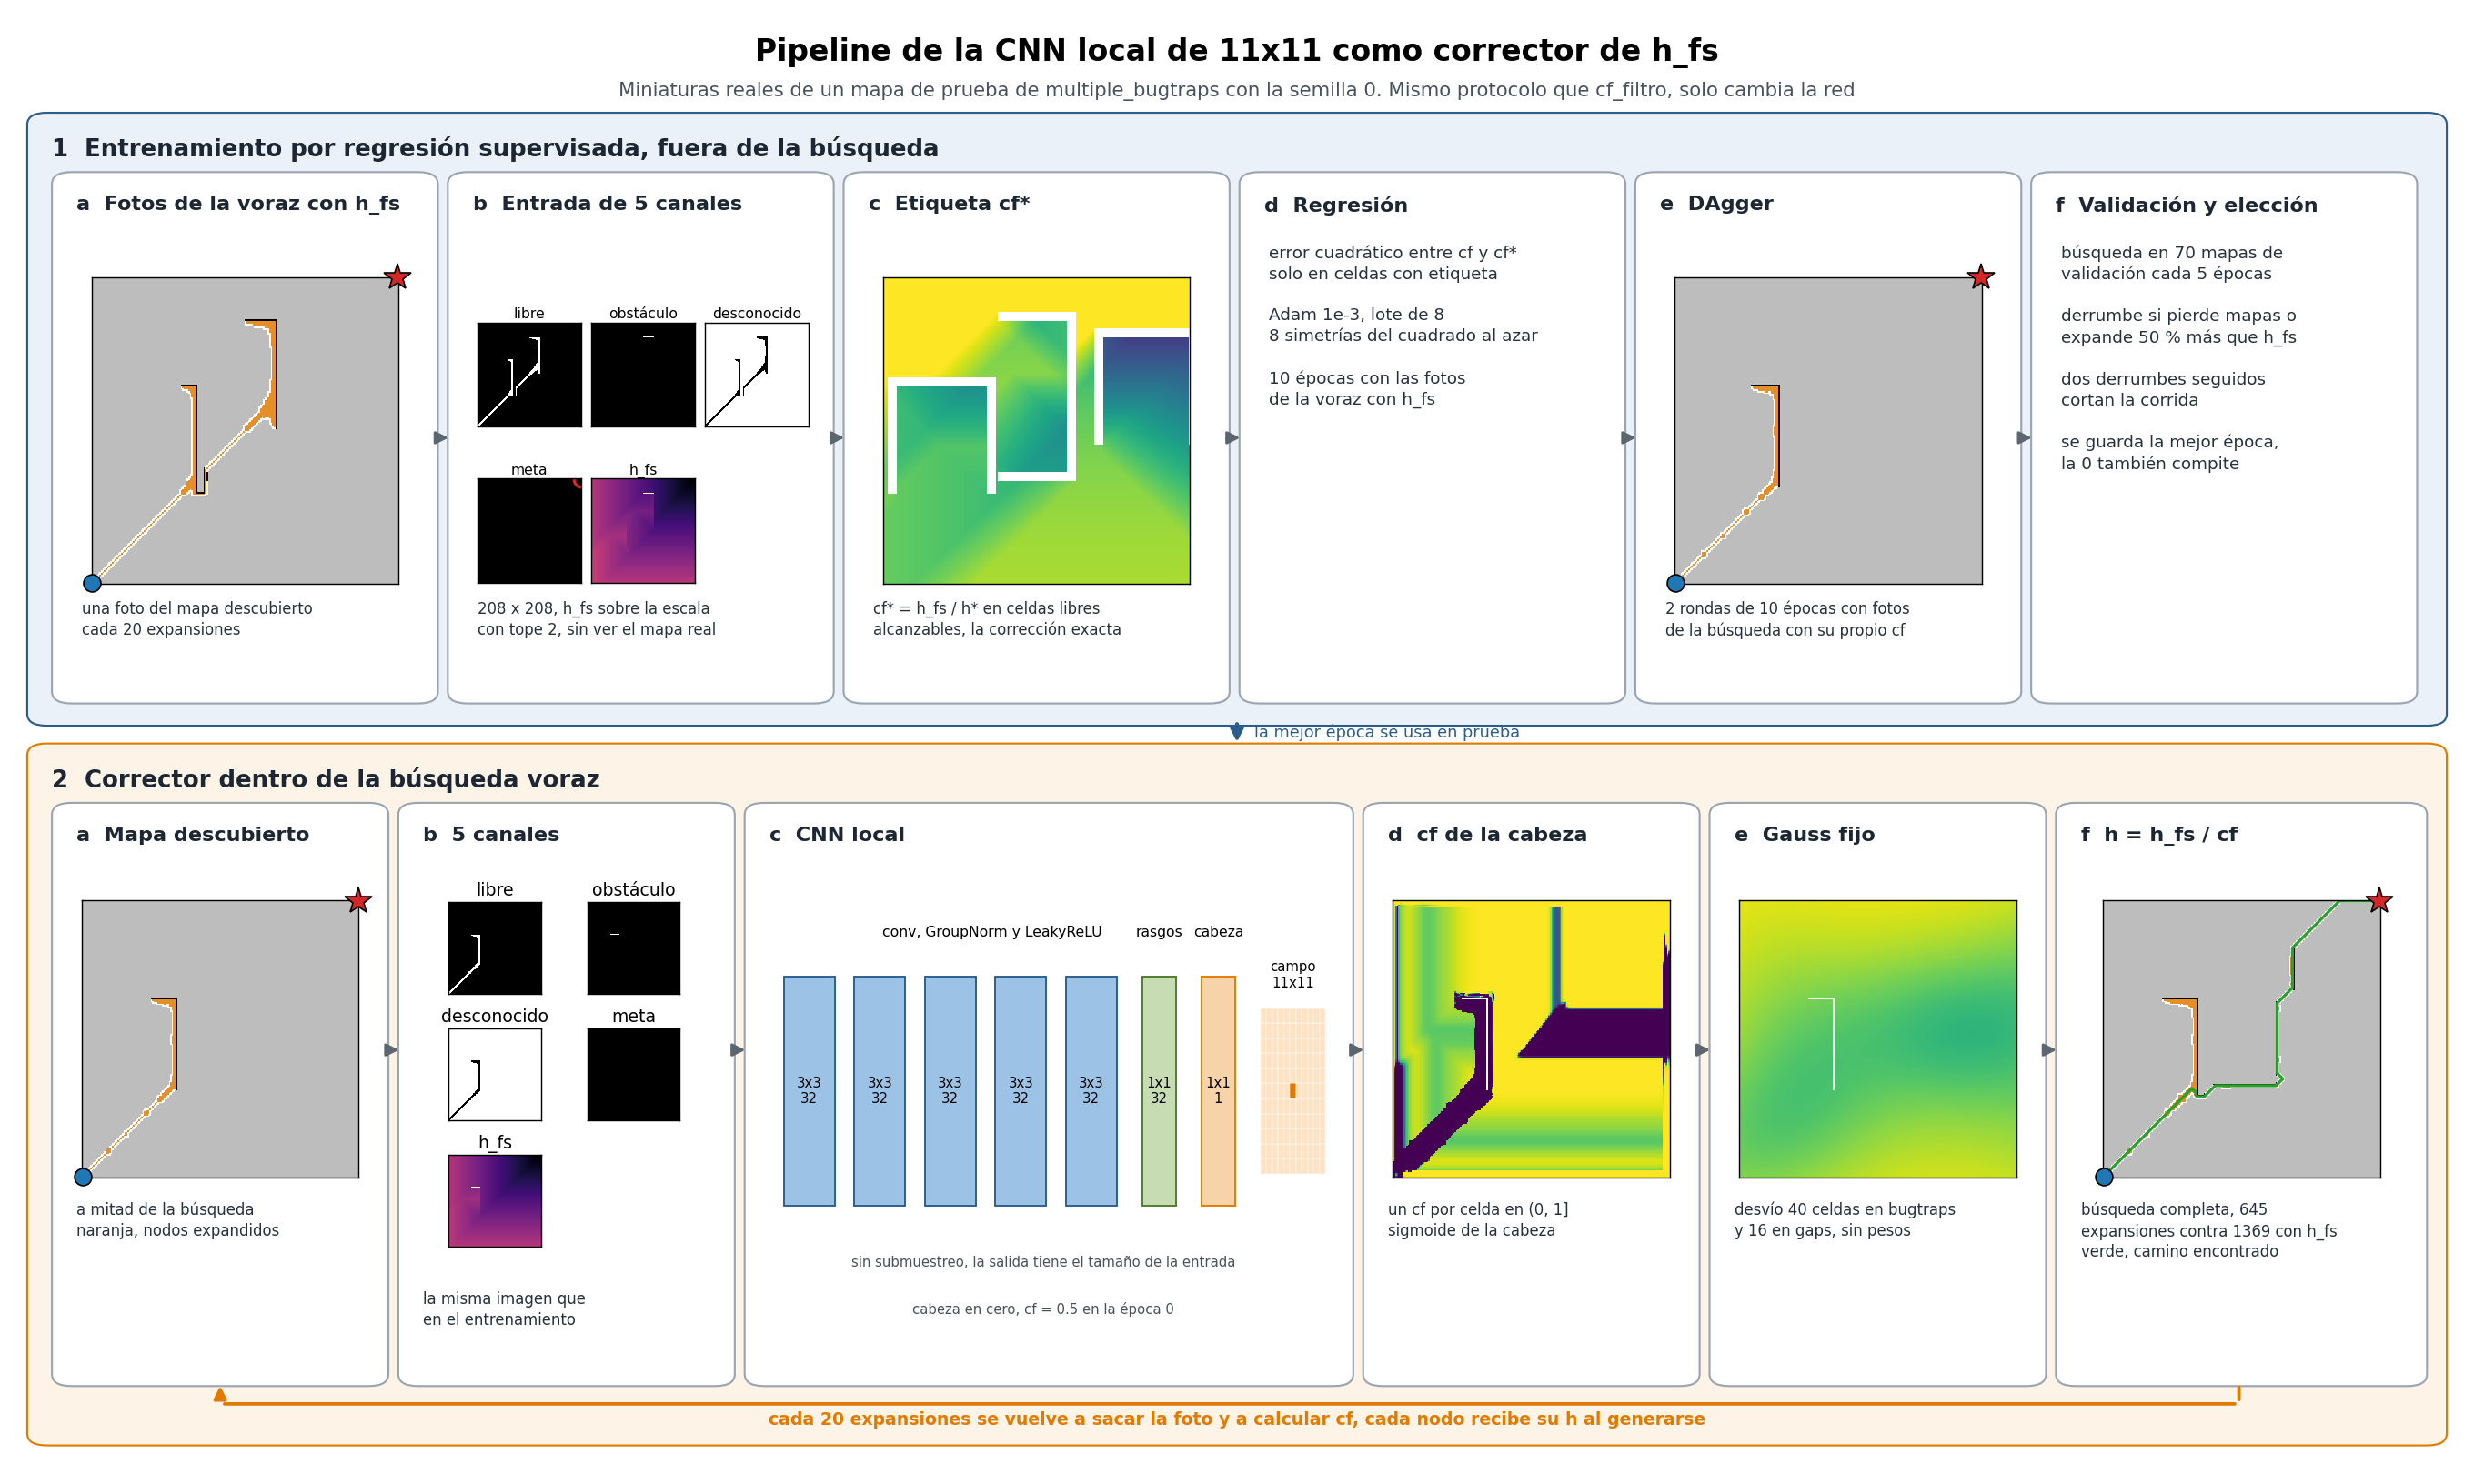 Pipeline de la CNN local de 11x11 como corrector de h_fs
Miniaturas reales de un mapa de prueba de multiple_bugtraps con la semilla 0. Mismo protocolo que cf_filtro, solo cambia la red
1 Entrenamiento por regresión supervisada, fuera de la búsqueda
a Fotos de la voraz con h_fs
una foto del mapa descubierto
cada 20 expansiones
b Entrada de 5 canales
libre
obstáculo
desconocido
meta
h_fs
208 x 208, h_fs sobre la escala
con tope 2, sin ver el mapa real
c Etiqueta cf*
cf* = h_fs / h* en celdas libres
alcanzables, la corrección exacta
d Regresión
error cuadrático entre cf y cf*
solo en celdas con etiqueta
Adam 1e-3, lote de 8
8 simetrías del cuadrado al azar
10 épocas con las fotos
de la voraz con h_fs
e DAgger
2 rondas de 10 épocas con fotos
de la búsqueda con su propio cf
f Validación y elección
búsqueda en 70 mapas de
validación cada 5 épocas
derrumbe si pierde mapas o
expande 50 % más que h_fs
dos derrumbes seguidos
cortan la corrida
se guarda la mejor época,
la 0 también compite
la mejor época se usa en prueba
2 Corrector dentro de la búsqueda voraz
a Mapa descubierto
a mitad de la búsqueda
naranja, nodos expandidos
b 5 canales
libre
obstáculo
desconocido
meta
h_fs
la misma imagen que
en el entrenamiento
c CNN local
conv, GroupNorm y LeakyReLU
rasgos
cabeza
campo
11x11
3x3
32
3x3
32
3x3
32
3x3
32
3x3
32
1x1
32
1x1
1
sin submuestreo, la salida tiene el tamaño de la entrada
cabeza en cero, cf = 0.5 en la época 0
d cf de la cabeza
un cf por celda en (0, 1]
sigmoide de la cabeza
e Gauss fijo
desvío 40 celdas en bugtraps
y 16 en gaps, sin pesos
f h = h_fs / cf
búsqueda completa, 645
expansiones contra 1369 con h_fs
verde, camino encontrado
cada 20 expansiones se vuelve a sacar la foto y a calcular cf, cada nodo recibe su h al generarse